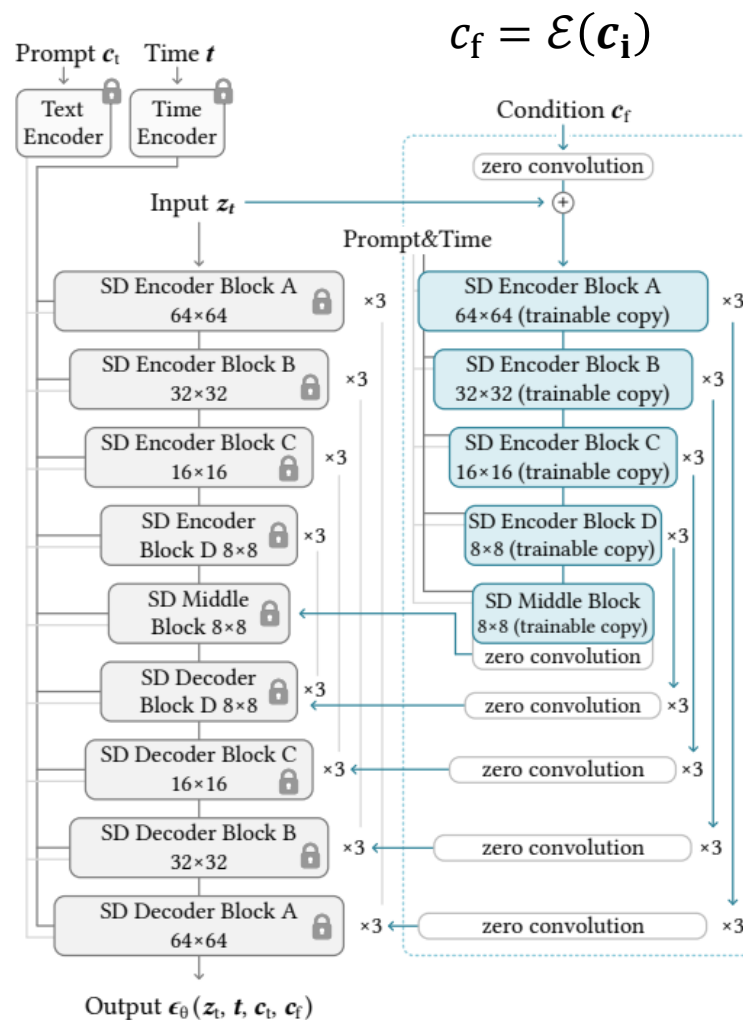 c_f = ℰ(c_i)
Prompt c_t
Time t
Text
Encoder
Time
Encoder
Condition c_f
zero convolution
Input z_t
+
Prompt&Time
SD Encoder Block A
64×64
×3
SD Encoder Block A
64×64 (trainable copy)
×3
SD Encoder Block B
32×32
×3
SD Encoder Block B
32×32 (trainable copy)
×3
SD Encoder Block C
16×16
×3
SD Encoder Block C
16×16 (trainable copy)
×3
SD Encoder
Block D 8×8
×3
SD Encoder Block D
8×8 (trainable copy)
×3
SD Middle
Block 8×8
SD Middle Block
8×8 (trainable copy)
zero convolution
SD Decoder
Block D 8×8
×3
zero convolution
×3
SD Decoder Block C
16×16
×3
zero convolution
×3
SD Decoder Block B
32×32
×3
zero convolution
×3
SD Decoder Block A
64×64
×3
zero convolution
×3
Output ϵ_θ(z_t, t, c_t, c_f)